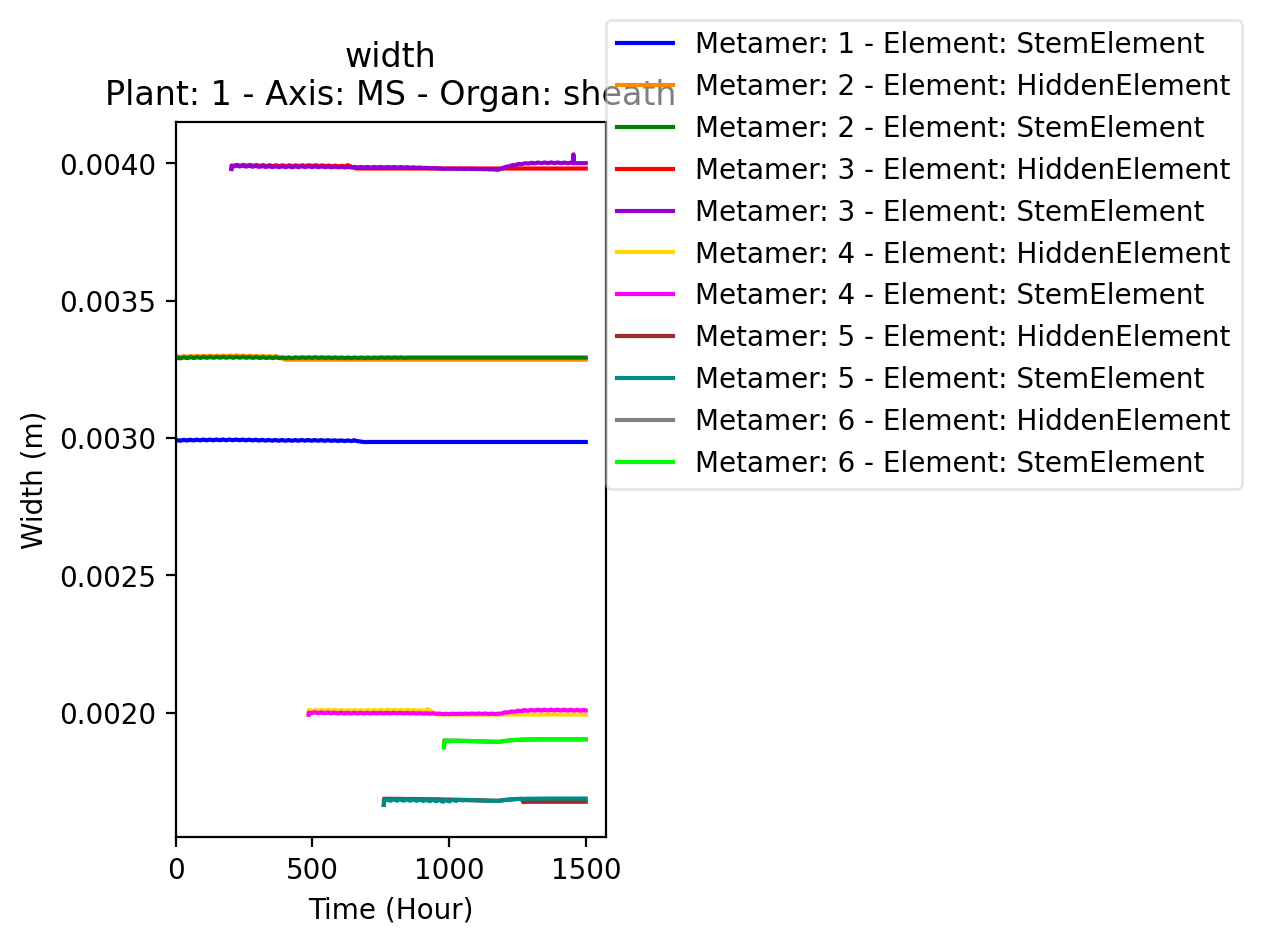 width
Plant: 1 - Axis: MS - Organ: sheath
Metamer: 1 - Element: StemElement
Metamer: 2 - Element: HiddenElement
Metamer: 2 - Element: StemElement
Metamer: 3 - Element: HiddenElement
Metamer: 3 - Element: StemElement
Metamer: 4 - Element: HiddenElement
Metamer: 4 - Element: StemElement
Metamer: 5 - Element: HiddenElement
Metamer: 5 - Element: StemElement
Metamer: 6 - Element: HiddenElement
Metamer: 6 - Element: StemElement
Width (m)
0.0040
0.0035
0.0030
0.0025
0.0020
0 500 1000 1500
Time (Hour)